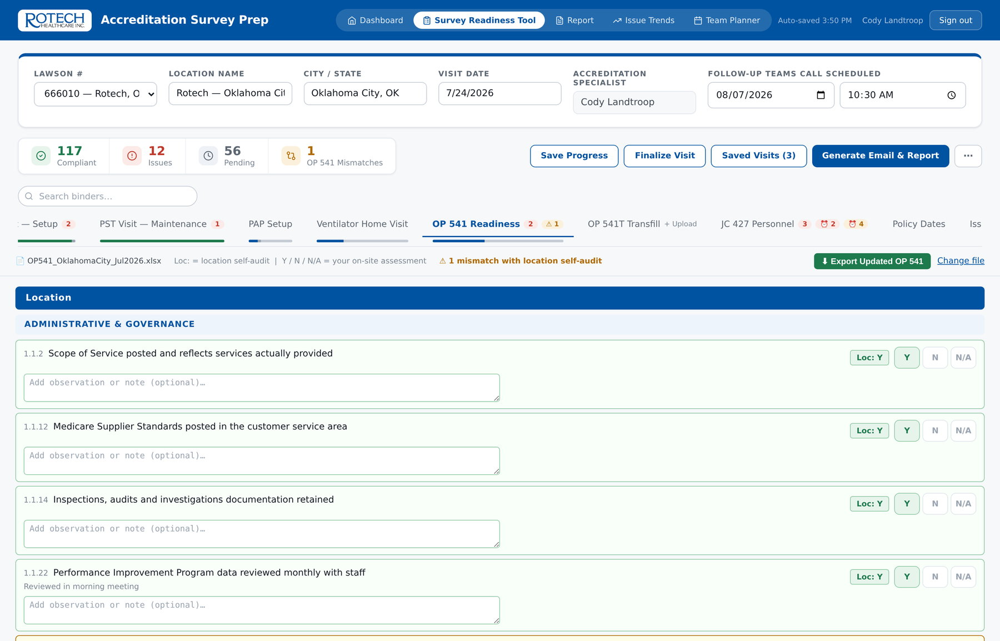 ROTECH
HEALTHCARE INC.
Accreditation Survey Prep
Dashboard
Survey Readiness Tool
Report
Issue Trends
Team Planner
Auto-saved 3:50 PM
Cody Landtroop
Sign out
LAWSON #
666010 — Rotech, O
LOCATION NAME
Rotech — Oklahoma Cit
CITY / STATE
Oklahoma City, OK
VISIT DATE
7/24/2026
ACCREDITATION
SPECIALIST
Cody Landtroop
FOLLOW-UP TEAMS CALL SCHEDULED
08/07/2026
10:30 AM
117
Compliant
12
Issues
56
Pending
1
OP 541 Mismatches
Save Progress
Finalize Visit
Saved Visits (3)
Generate Email & Report
...
Search binders...
— Setup 2
PST Visit — Maintenance 1
PAP Setup
Ventilator Home Visit
OP 541 Readiness 2 ⚠ 1
OP 541T Transfill + Upload
JC 427 Personnel 3 ⏰ 2 ⏰ 4
Policy Dates
Iss
OP541_OklahomaCity_Jul2026.xlsx
Loc: = location self-audit | Y / N / N/A = your on-site assessment
⚠ 1 mismatch with location self-audit
⬇ Export Updated OP 541
Change file
Location
ADMINISTRATIVE & GOVERNANCE
1.1.2 Scope of Service posted and reflects services actually provided
Loc: Y Y N N/A
Add observation or note (optional)…
1.1.12 Medicare Supplier Standards posted in the customer service area
Loc: Y Y N N/A
Add observation or note (optional)…
1.1.14 Inspections, audits and investigations documentation retained
Loc: Y Y N N/A
Add observation or note (optional)…
1.1.22 Performance Improvement Program data reviewed monthly with staff
Loc: Y Y N N/A
Reviewed in morning meeting
Add observation or note (optional)…